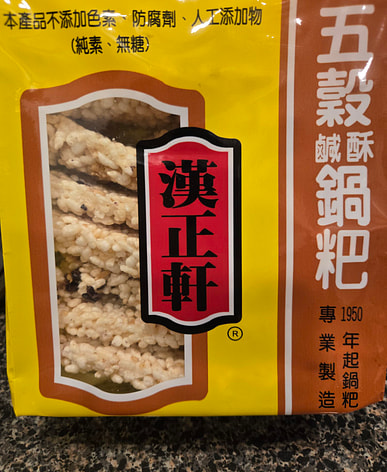 本產品不添加色素、防腐劑、人工添加物
(純素、無糖)
五穀
鹹酥
鍋粑
漢正軒
®
1950年起鍋粑
專業製造